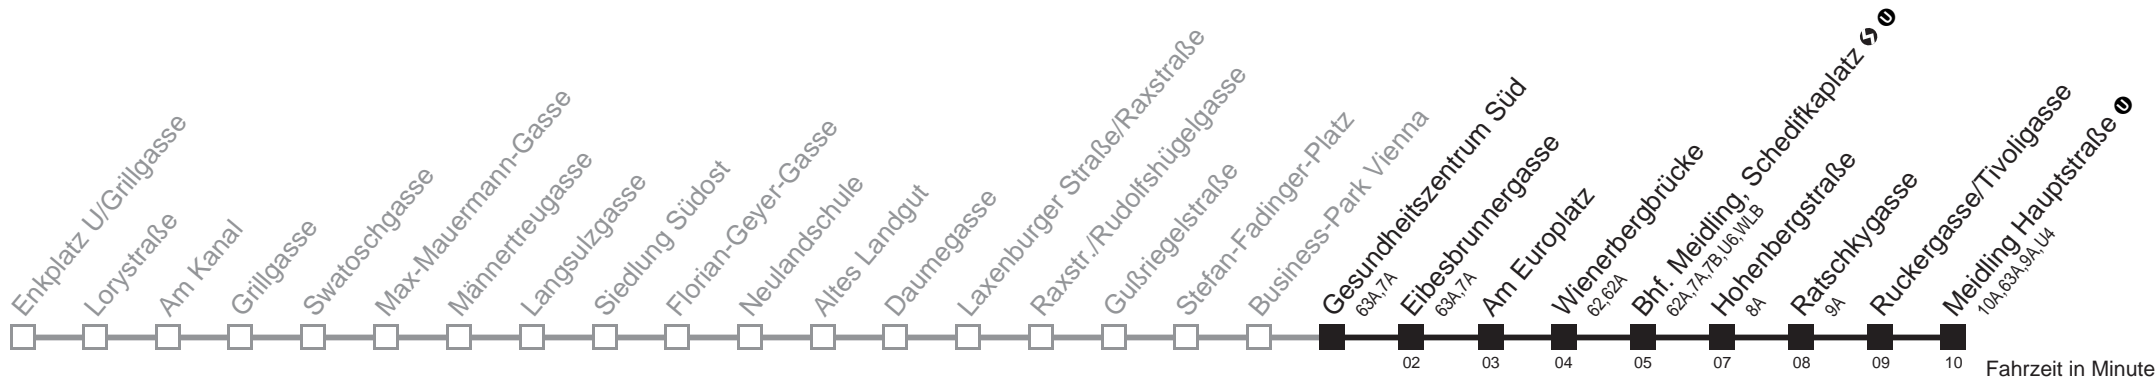 Enkplatz U/Grillgasse
Lorystraße
Am Kanal
Grillgasse
Swatoschgasse
Max-Mauermann-Gasse
Männertreugasse
Langsulzgasse
Siedlung Südost
Florian-Geyer-Gasse
Neulandschule
Altes Landgut
Daumegasse
Laxenburger Straße/Raxstraße
Raxstr./Rudolfshügelgasse
Gußriegelstraße
Stefan-Fadinger-Platz
Business-Park Vienna
Gesundheitszentrum Süd
63A,7A
Eibesbrunnergasse
63A,7A
Am Europlatz
Wienerbergbrücke
62,62A
Bhf. Meidling, Schedifkaplatz S U
62A,7A,7B,U6,WLB
Hohenbergstraße
8A
Ratschkygasse
9A
Ruckergasse/Tivoligasse
Meidling Hauptstraße U
10A,63A,9A,U4
02 03 04 05 07 08 09 10 Fahrzeit in Minute